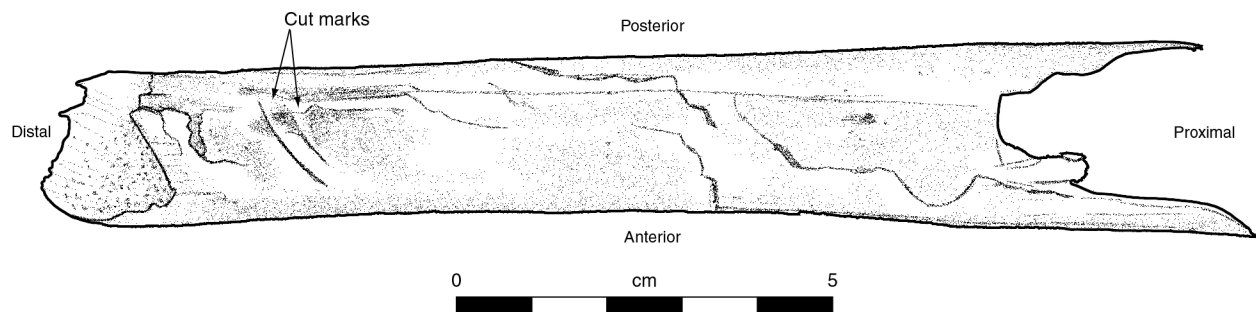 Cut marks
Posterior
Distal
Proximal
Anterior
0 cm 5